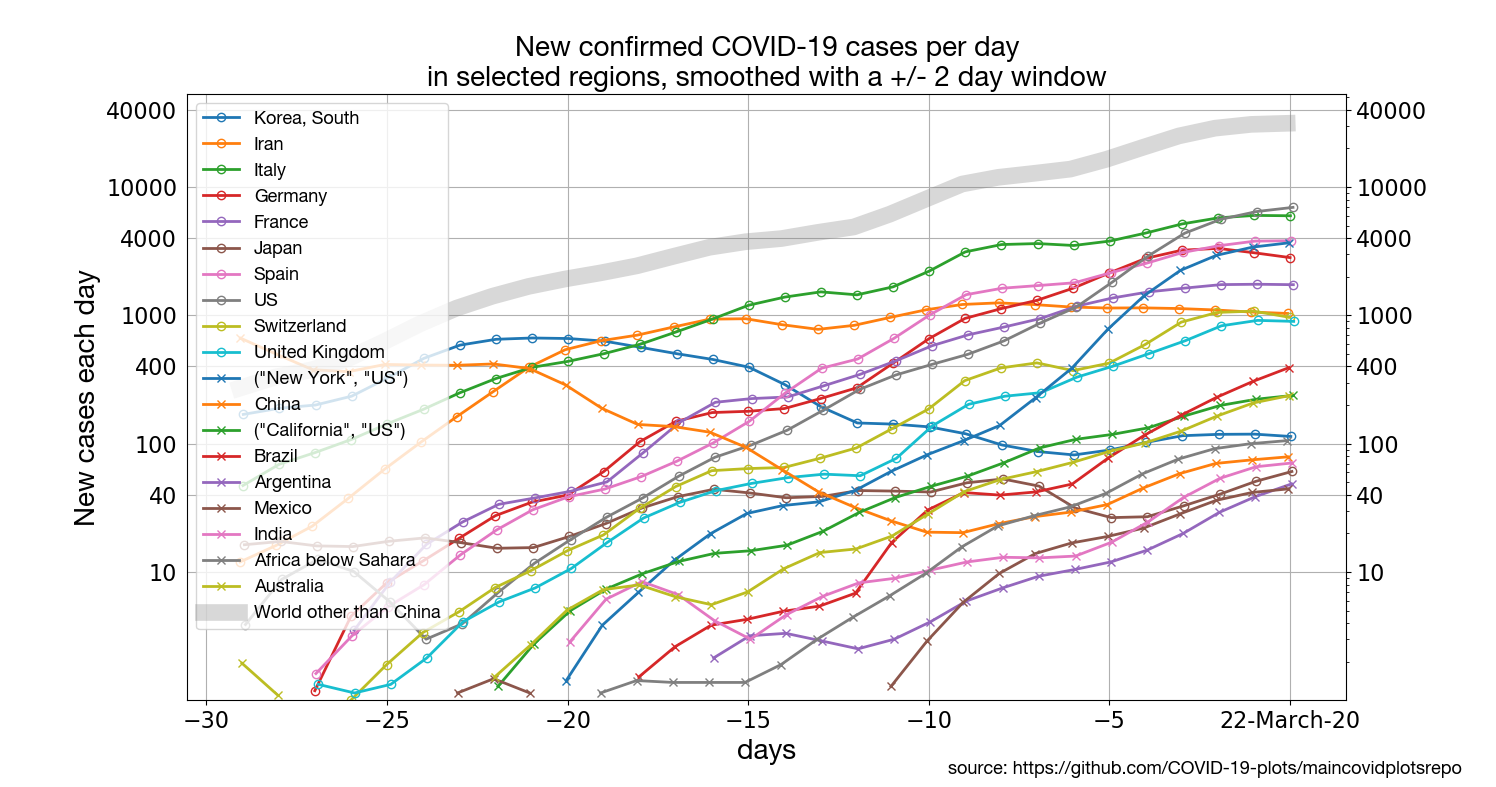 New confirmed COVID-19 cases per day
in selected regions, smoothed with a +/- 2 day window
New cases each day
40000
10000
4000
1000
400
100
40
10
Korea, South
Iran
Italy
Germany
France
Japan
Spain
US
Switzerland
United Kingdom
("New York", "US")
China
("California", "US")
Brazil
Argentina
Mexico
India
Africa below Sahara
Australia
World other than China
40000
10000
4000
1000
400
100
40
10
−30
−25
−20
−15
−10
−5
22-March-20
days
source: https://github.com/COVID-19-plots/maincovidplotsrepo